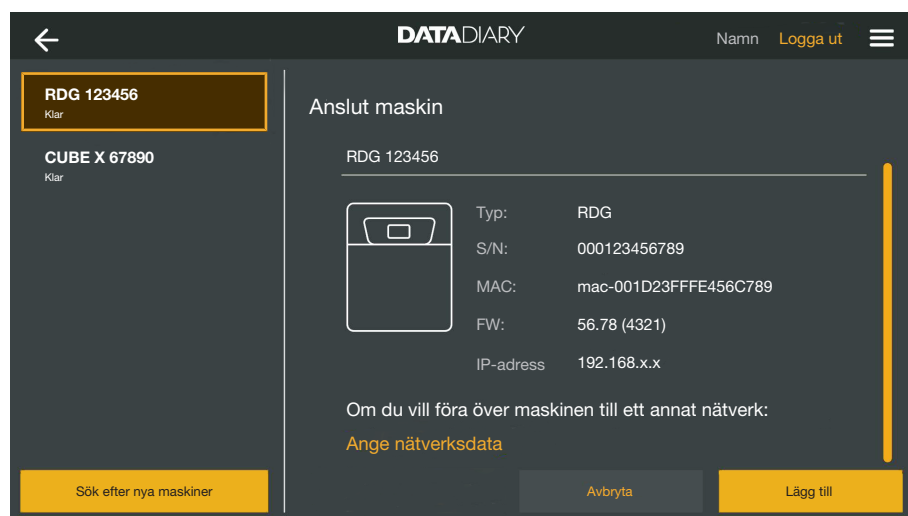 DATADIARY
Namn Logga ut
RDG 123456
Klar
CUBE X 67890
Klar
Sök efter nya maskiner
Anslut maskin
RDG 123456
Typ: RDG
S/N: 000123456789
MAC: mac-001D23FFFE456C789
FW: 56.78 (4321)
IP-adress 192.168.x.x
Om du vill föra över maskinen till ett annat nätverk:
Ange nätverksdata
Avbryta
Lägg till